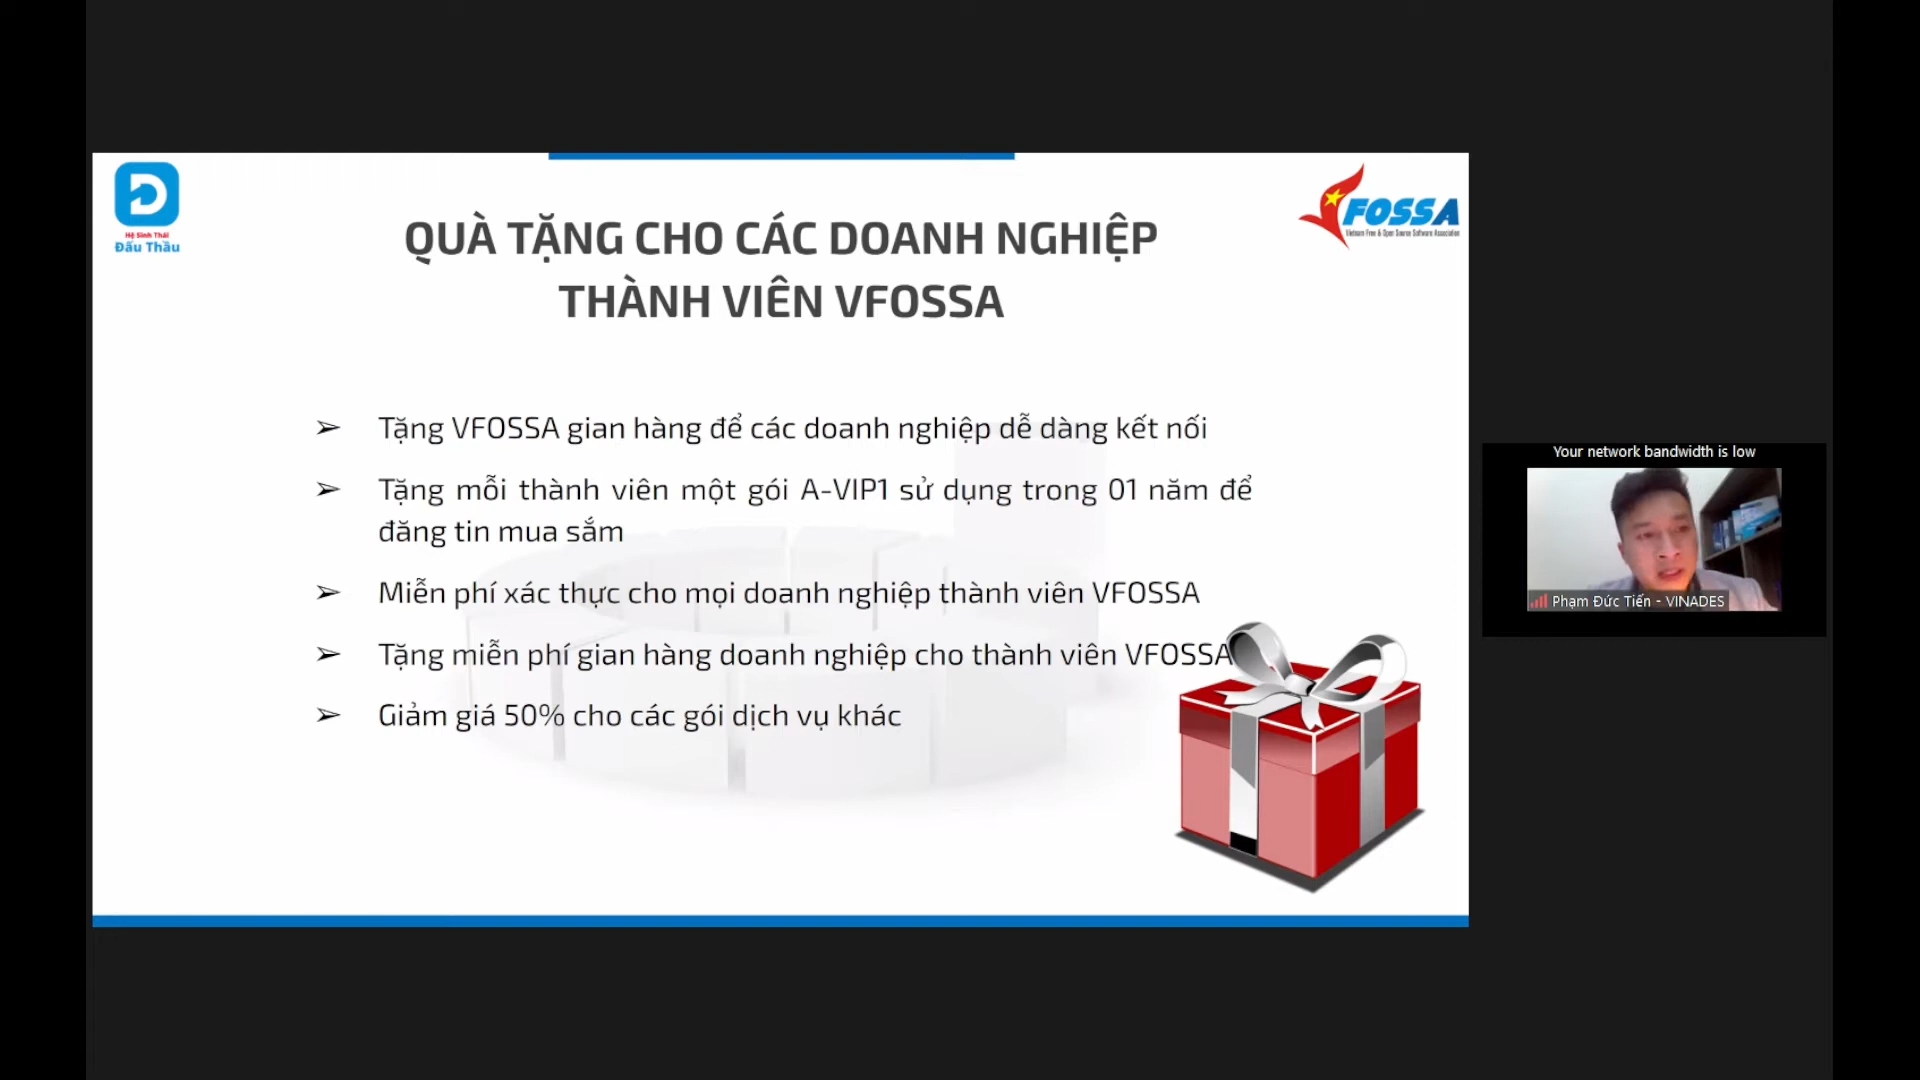 Hệ Sinh Thái
Đấu Thầu
FOSSA
Vietnam Free & Open Source Software Association
QUÀ TẶNG CHO CÁC DOANH NGHIỆP
THÀNH VIÊN VFOSSA
➢ Tặng VFOSSA gian hàng để các doanh nghiệp dễ dàng kết nối
➢ Tặng mỗi thành viên một gói A-VIP1 sử dụng trong 01 năm để
đăng tin mua sắm
➢ Miễn phí xác thực cho mọi doanh nghiệp thành viên VFOSSA
➢ Tặng miễn phí gian hàng doanh nghiệp cho thành viên VFOSSA
➢ Giảm giá 50% cho các gói dịch vụ khác
Your network bandwidth is low
Phạm Đức Tiến - VINADES